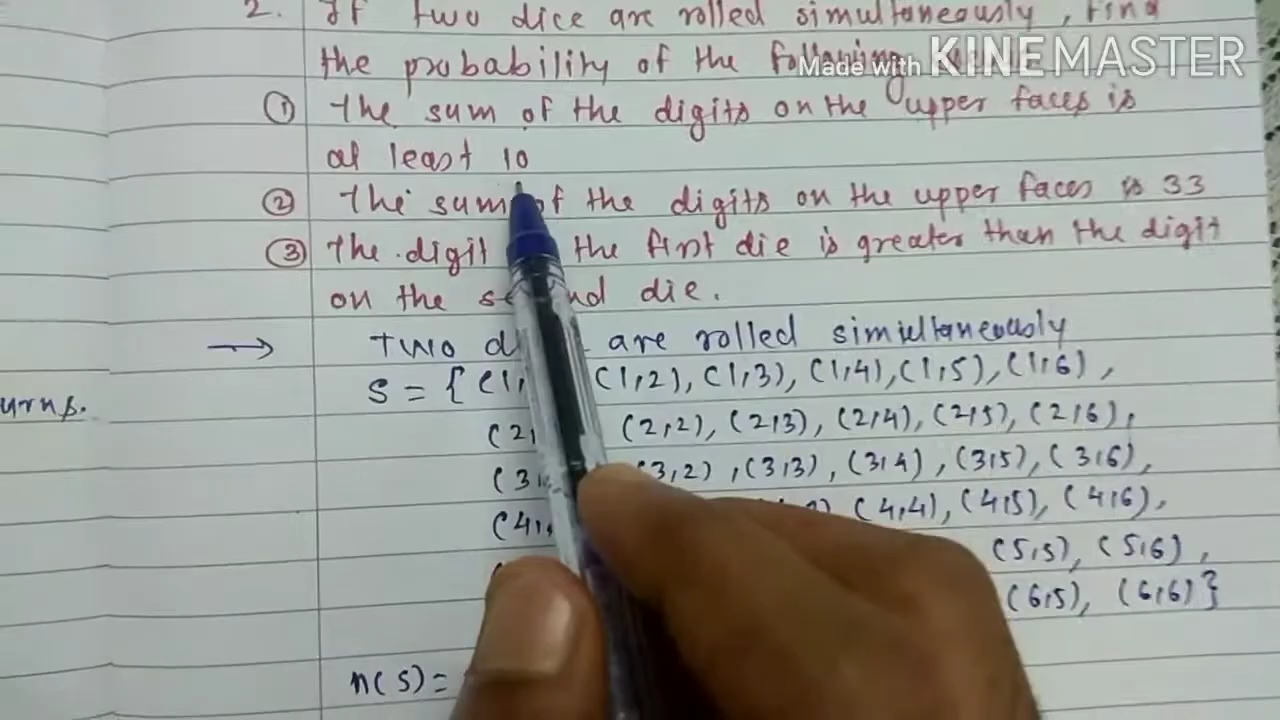 2. If two dice are rolled simultaneously, find
the probability of the following
Made with KINEMASTER
① The sum of the digits on the upper faces is
at least 10
② The sum of the digits on the upper faces is 33
③ The digit the first die is greater than the digit
on the second die.
→ Two are rolled simultaneously
S = { (1, (1,2), (1,3), (1,4), (1,5), (1,6),
(2, (2,2), (2,3), (2,4), (2,5), (2,6),
(3, 3,2), (3,3), (3,4), (3,5), (3,6),
urns.
(4, (4,4), (4,5), (4,6),
(5,5), (5,6),
(6,5), (6,6)}
n(S) =